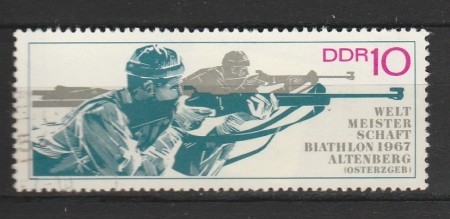 DDR 10
WELT
MEISTER
SCHAFT
BIATHLON 1967
ALTENBERG
(OSTERZGEB)